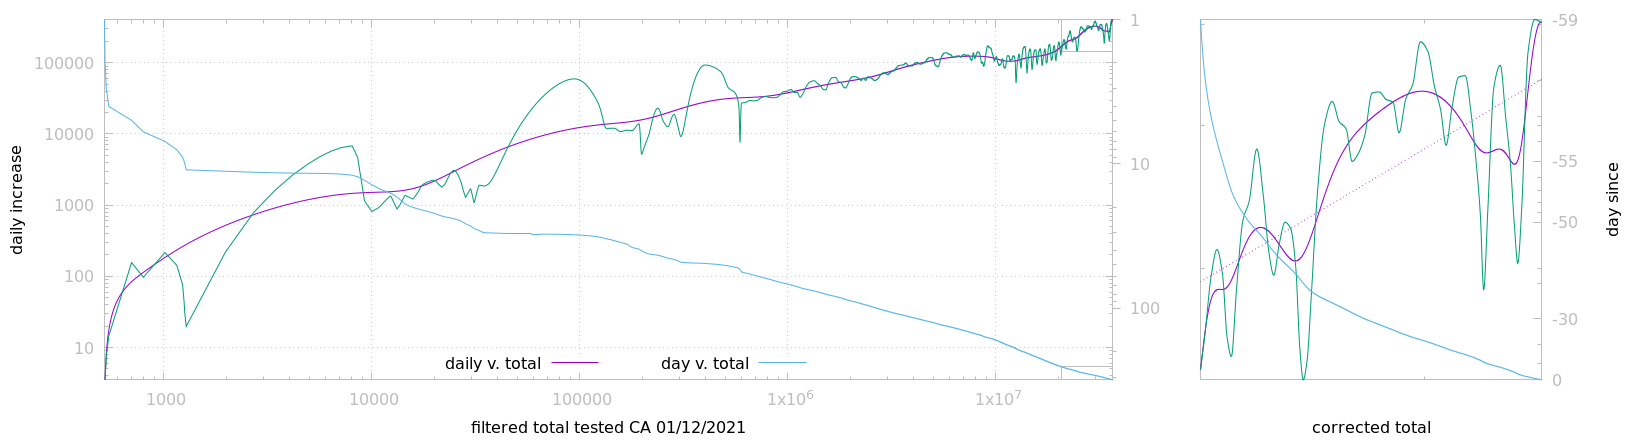 1
-59
100000
10000
10
-55
daily increase
1000
day since
-50
100
100
-30
10
daily v. total
day v. total
0
1000
10000
100000
1x10⁶
1x10⁷
filtered total tested CA 01/12/2021
corrected total